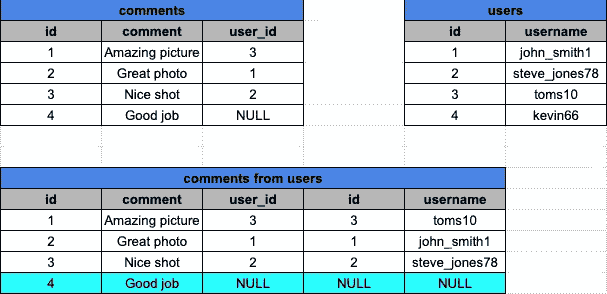 comments users
id comment user_id id username
1 Amazing picture 3 1 john_smith1
2 Great photo 1 2 steve_jones78
3 Nice shot 2 3 toms10
4 Good job NULL 4 kevin66
comments from users
id comment user_id id username
1 Amazing picture 3 3 toms10
2 Great photo 1 1 john_smith1
3 Nice shot 2 2 steve_jones78
4 Good job NULL NULL NULL